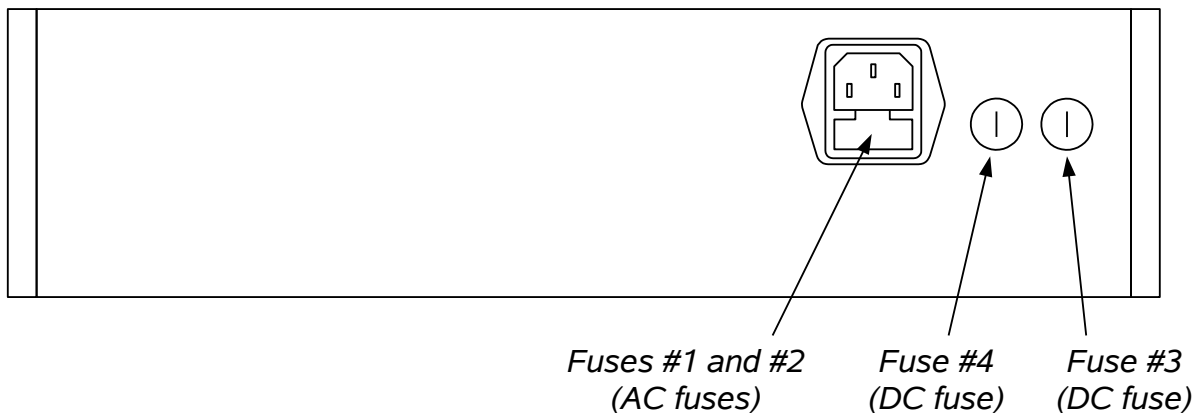 Fuses #1 and #2
(AC fuses)
Fuse #4
(DC fuse)
Fuse #3
(DC fuse)